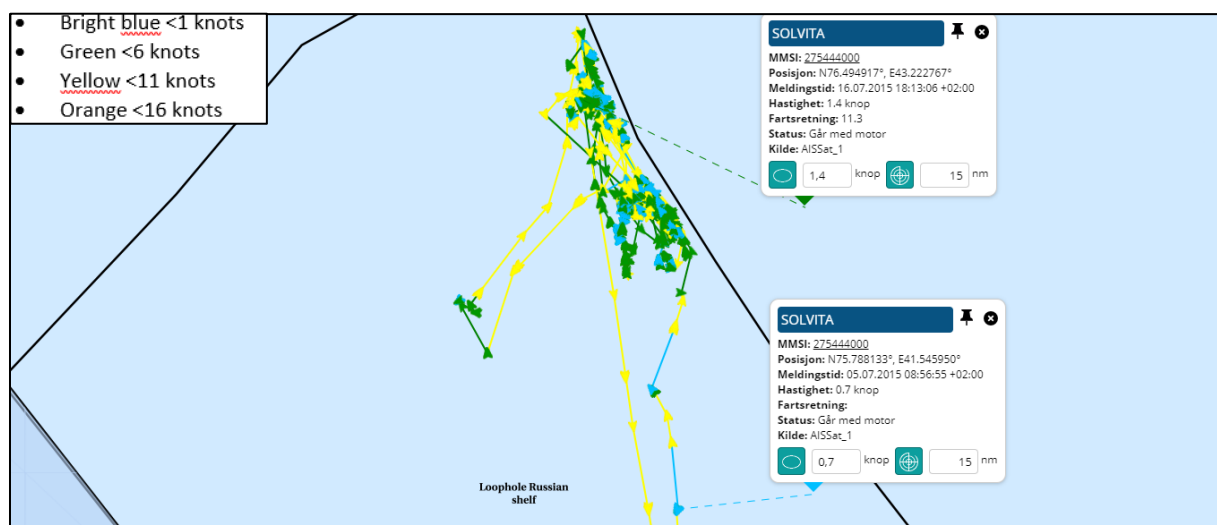 • Bright blue <1 knots
• Green <6 knots
• Yellow <11 knots
• Orange <16 knots
SOLVITA
MMSI: 275444000
Posisjon: N76.494917°, E43.222767°
Meldingstid: 16.07.2015 18:13:06 +02:00
Hastighet: 1.4 knop
Fartsretning: 11.3
Status: Går med motor
Kilde: AISSat_1
1,4 knop 15 nm
SOLVITA
MMSI: 275444000
Posisjon: N75.788133°, E41.545950°
Meldingstid: 05.07.2015 08:56:55 +02:00
Hastighet: 0.7 knop
Fartsretning:
Status: Går med motor
Kilde: AISSat_1
0,7 knop 15 nm
Loophole Russian
shelf